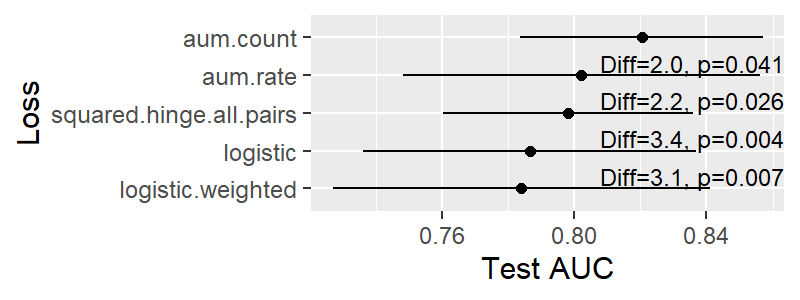 Loss
aum.count
aum.rate
Diff=2.0, p=0.041
squared.hinge.all.pairs
Diff=2.2, p=0.026
logistic
Diff=3.4, p=0.004
logistic.weighted
Diff=3.1, p=0.007
0.76
0.80
0.84
Test AUC